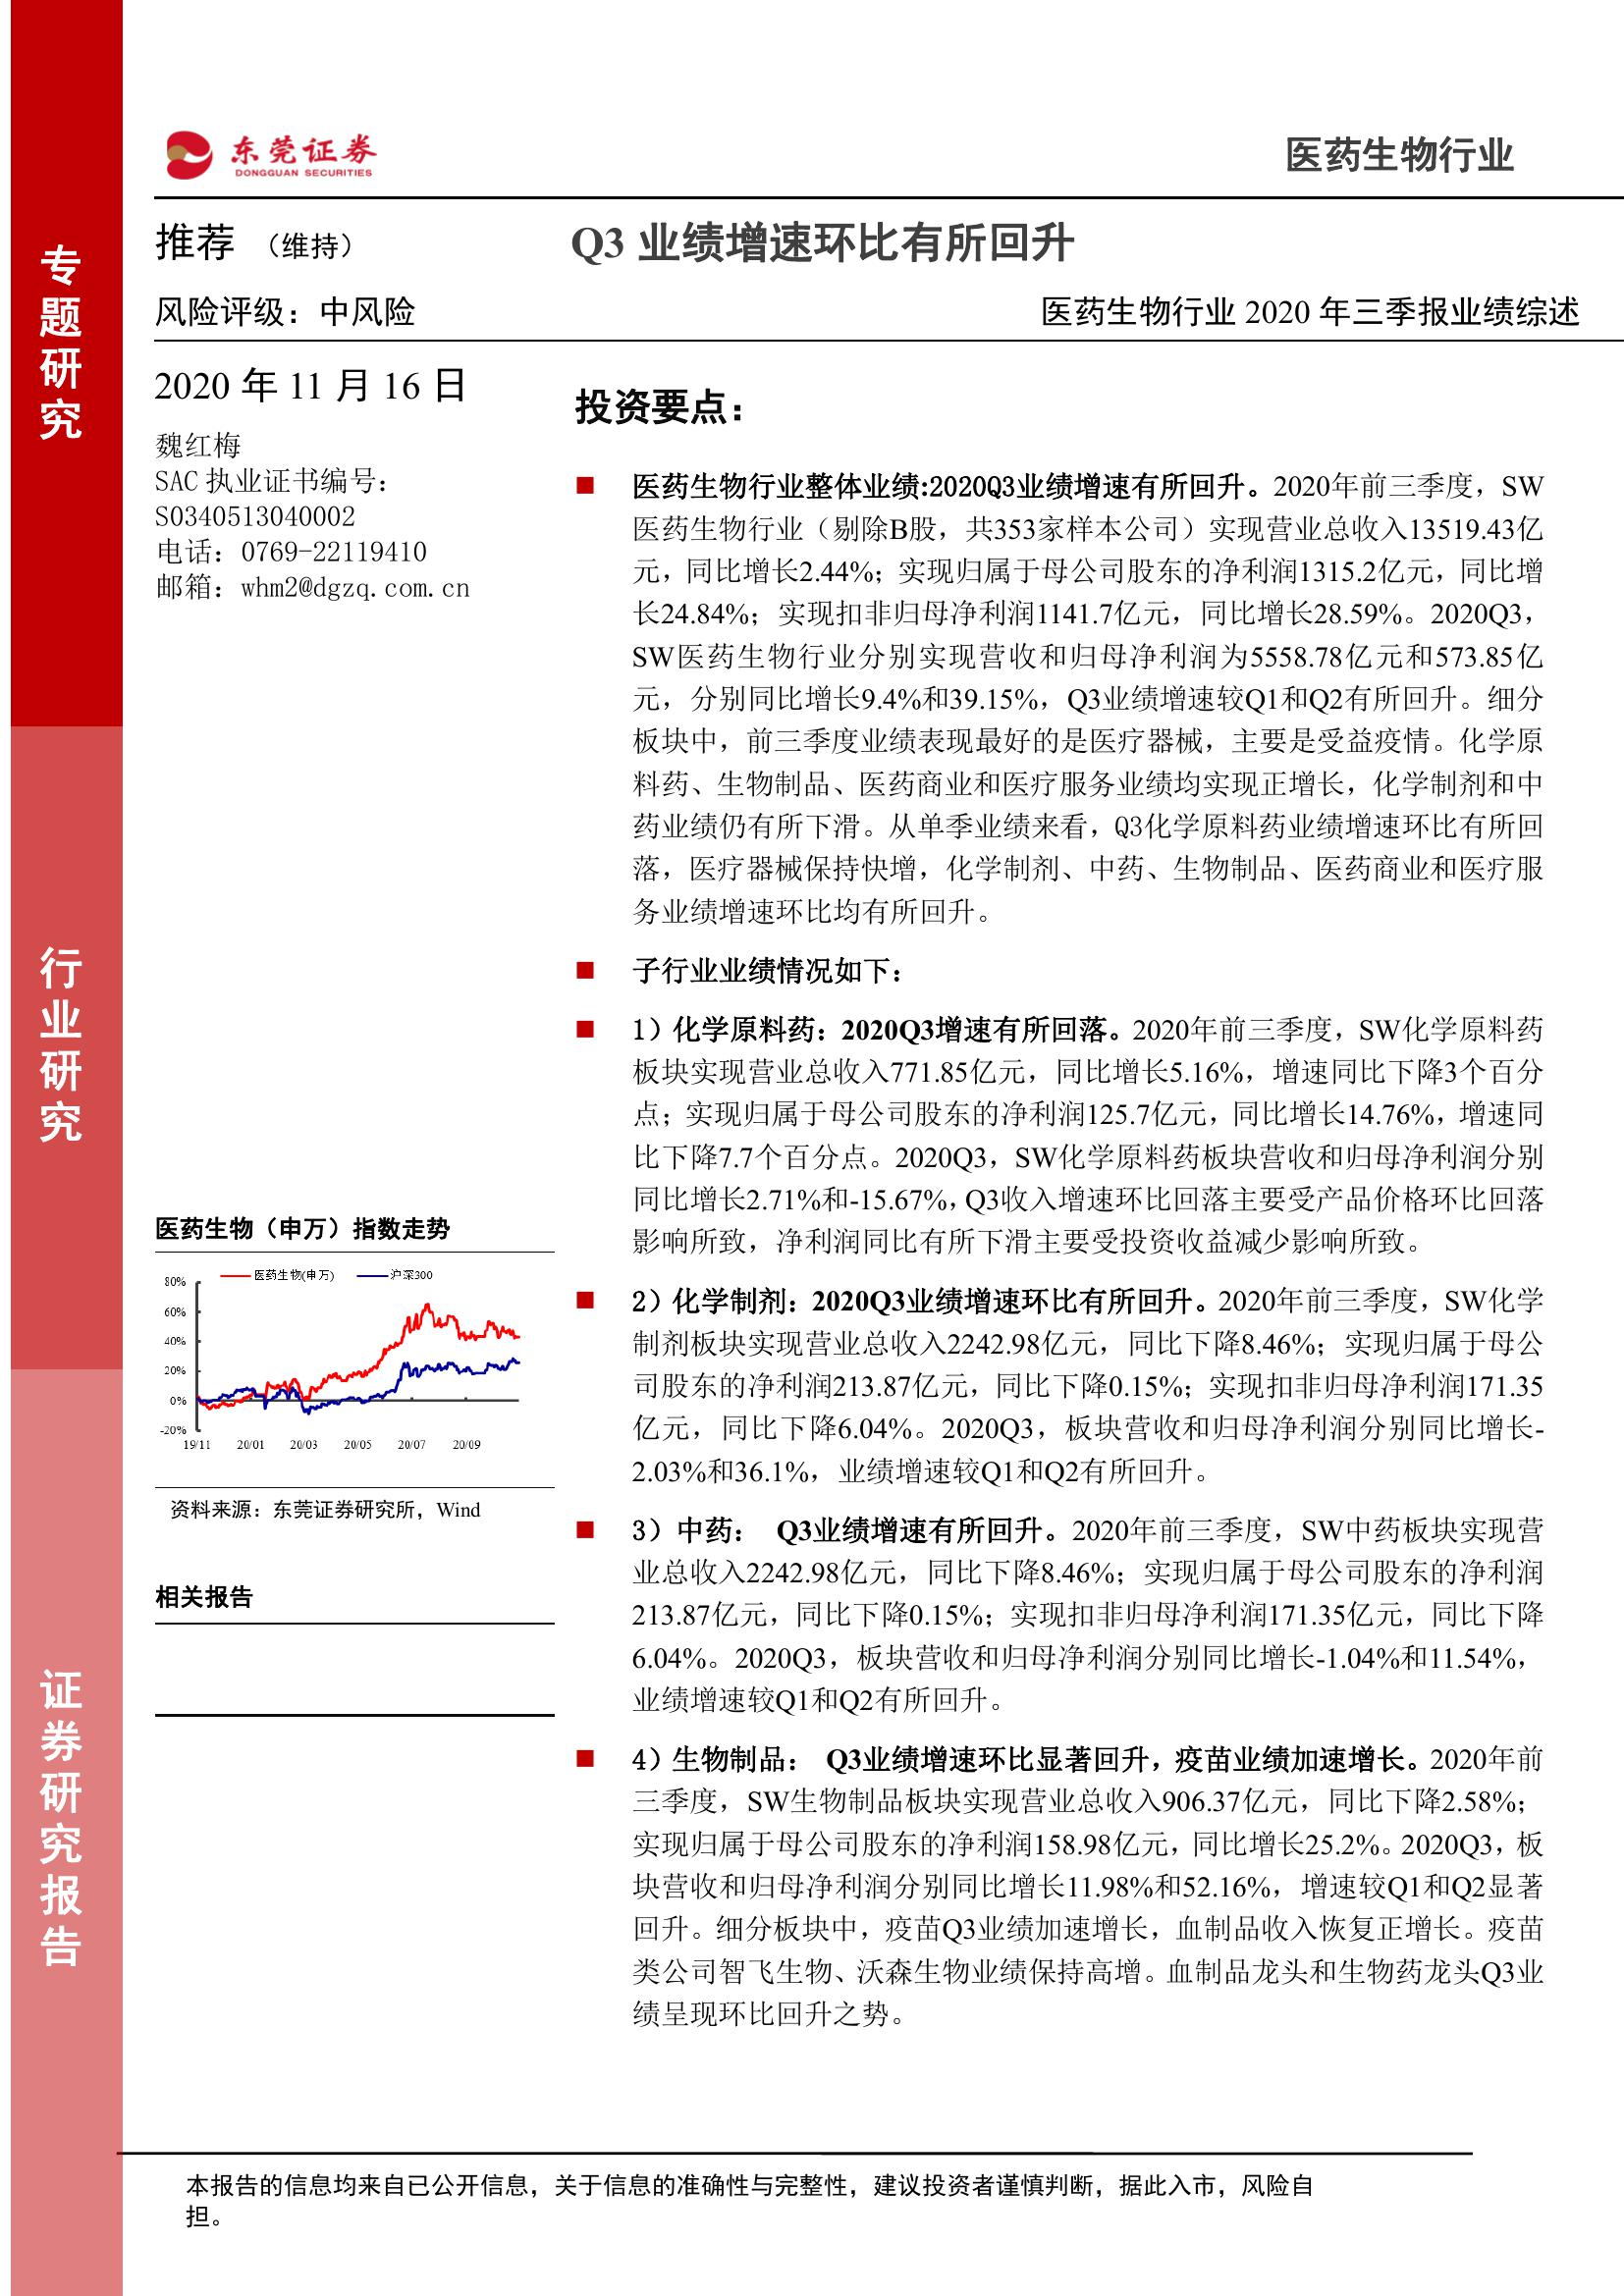 专题研究
行业研究
证券研究报告
东莞证券
DONGGUAN SECURITIES
医药生物行业
推荐 （维持）
Q3 业绩增速环比有所回升
风险评级：中风险
医药生物行业 2020 年三季报业绩综述
2020 年 11 月 16 日
魏红梅
SAC 执业证书编号：
S0340513040002
电话：0769-22119410
邮箱：whm2@dgzq.com.cn
医药生物（申万）指数走势
医药生物(申万)
沪深300
80%
60%
40%
20%
0%
-20%
19/11 20/01 20/03 20/05 20/07 20/09
资料来源：东莞证券研究所，Wind
相关报告
投资要点：
医药生物行业整体业绩:2020Q3业绩增速有所回升。2020年前三季度，SW
医药生物行业（剔除B股，共353家样本公司）实现营业总收入13519.43亿
元，同比增长2.44%；实现归属于母公司股东的净利润1315.2亿元，同比增
长24.84%；实现扣非归母净利润1141.7亿元，同比增长28.59%。2020Q3，
SW医药生物行业分别实现营收和归母净利润为5558.78亿元和573.85亿
元，分别同比增长9.4%和39.15%，Q3业绩增速较Q1和Q2有所回升。细分
板块中，前三季度业绩表现最好的是医疗器械，主要是受益疫情。化学原
料药、生物制品、医药商业和医疗服务业绩均实现正增长，化学制剂和中
药业绩仍有所下滑。从单季业绩来看，Q3化学原料药业绩增速环比有所回
落，医疗器械保持快增，化学制剂、中药、生物制品、医药商业和医疗服
务业绩增速环比均有所回升。
子行业业绩情况如下：
1）化学原料药：2020Q3增速有所回落。2020年前三季度，SW化学原料药
板块实现营业总收入771.85亿元，同比增长5.16%，增速同比下降3个百分
点；实现归属于母公司股东的净利润125.7亿元，同比增长14.76%，增速同
比下降7.7个百分点。2020Q3，SW化学原料药板块营收和归母净利润分别
同比增长2.71%和-15.67%，Q3收入增速环比回落主要受产品价格环比回落
影响所致，净利润同比有所下滑主要受投资收益减少影响所致。
2）化学制剂：2020Q3业绩增速环比有所回升。2020年前三季度，SW化学
制剂板块实现营业总收入2242.98亿元，同比下降8.46%；实现归属于母公
司股东的净利润213.87亿元，同比下降0.15%；实现扣非归母净利润171.35
亿元，同比下降6.04%。2020Q3，板块营收和归母净利润分别同比增长-
2.03%和36.1%，业绩增速较Q1和Q2有所回升。
3）中药： Q3业绩增速有所回升。2020年前三季度，SW中药板块实现营
业总收入2242.98亿元，同比下降8.46%；实现归属于母公司股东的净利润
213.87亿元，同比下降0.15%；实现扣非归母净利润171.35亿元，同比下降
6.04%。2020Q3，板块营收和归母净利润分别同比增长-1.04%和11.54%，
业绩增速较Q1和Q2有所回升。
4）生物制品： Q3业绩增速环比显著回升，疫苗业绩加速增长。2020年前
三季度，SW生物制品板块实现营业总收入906.37亿元，同比下降2.58%；
实现归属于母公司股东的净利润158.98亿元，同比增长25.2%。2020Q3，板
块营收和归母净利润分别同比增长11.98%和52.16%，增速较Q1和Q2显著
回升。细分板块中，疫苗Q3业绩加速增长，血制品收入恢复正增长。疫苗
类公司智飞生物、沃森生物业绩保持高增。血制品龙头和生物药龙头Q3业
绩呈现环比回升之势。
本报告的信息均来自已公开信息，关于信息的准确性与完整性，建议投资者谨慎判断，据此入市，风险自
担。